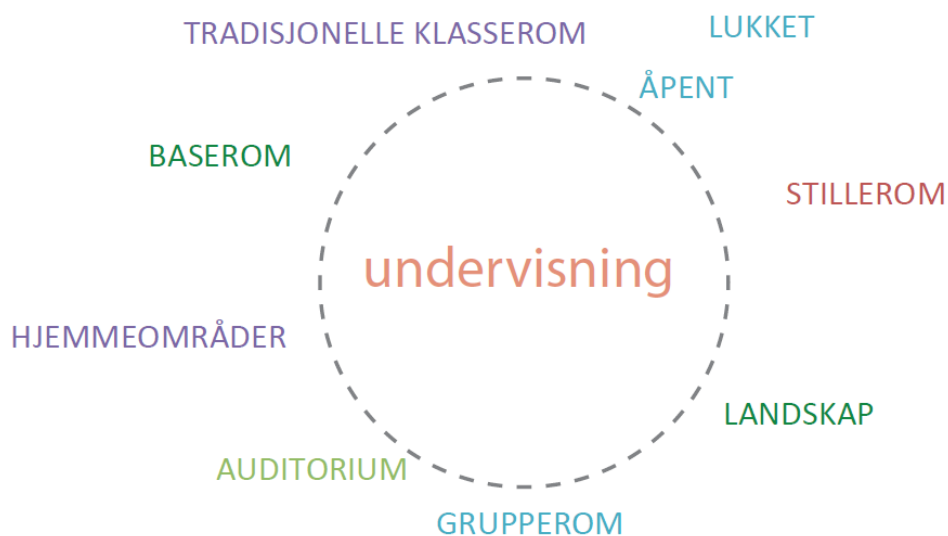 TRADISJONELLE KLASSEROM
LUKKET
ÅPENT
BASEROM
STILLEROM
undervisning
HJEMMEOMRÅDER
LANDSKAP
AUDITORIUM
GRUPPEROM